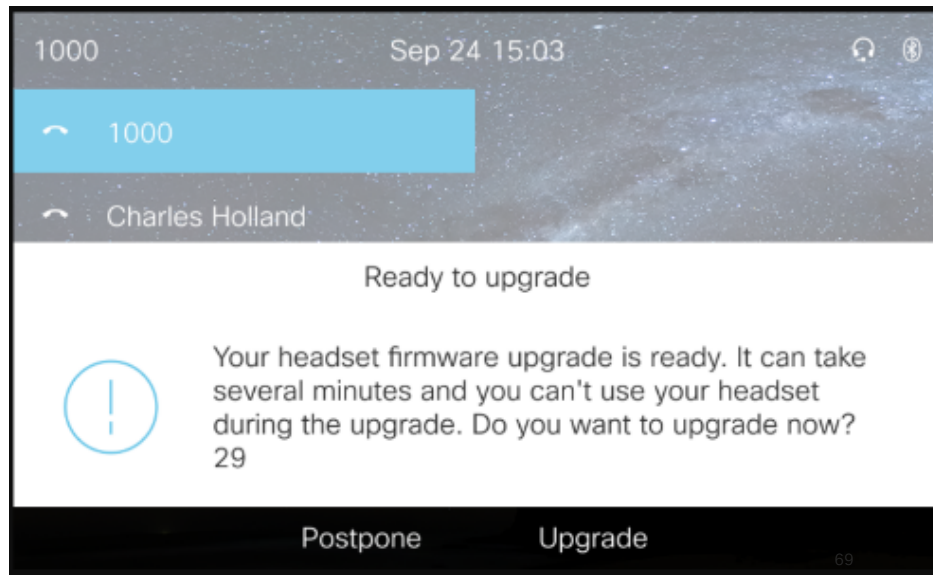 1000
Sep 24 15:03
1000
Charles Holland
Ready to upgrade
Your headset firmware upgrade is ready. It can take
several minutes and you can't use your headset
during the upgrade. Do you want to upgrade now?
29
Postpone
Upgrade
69